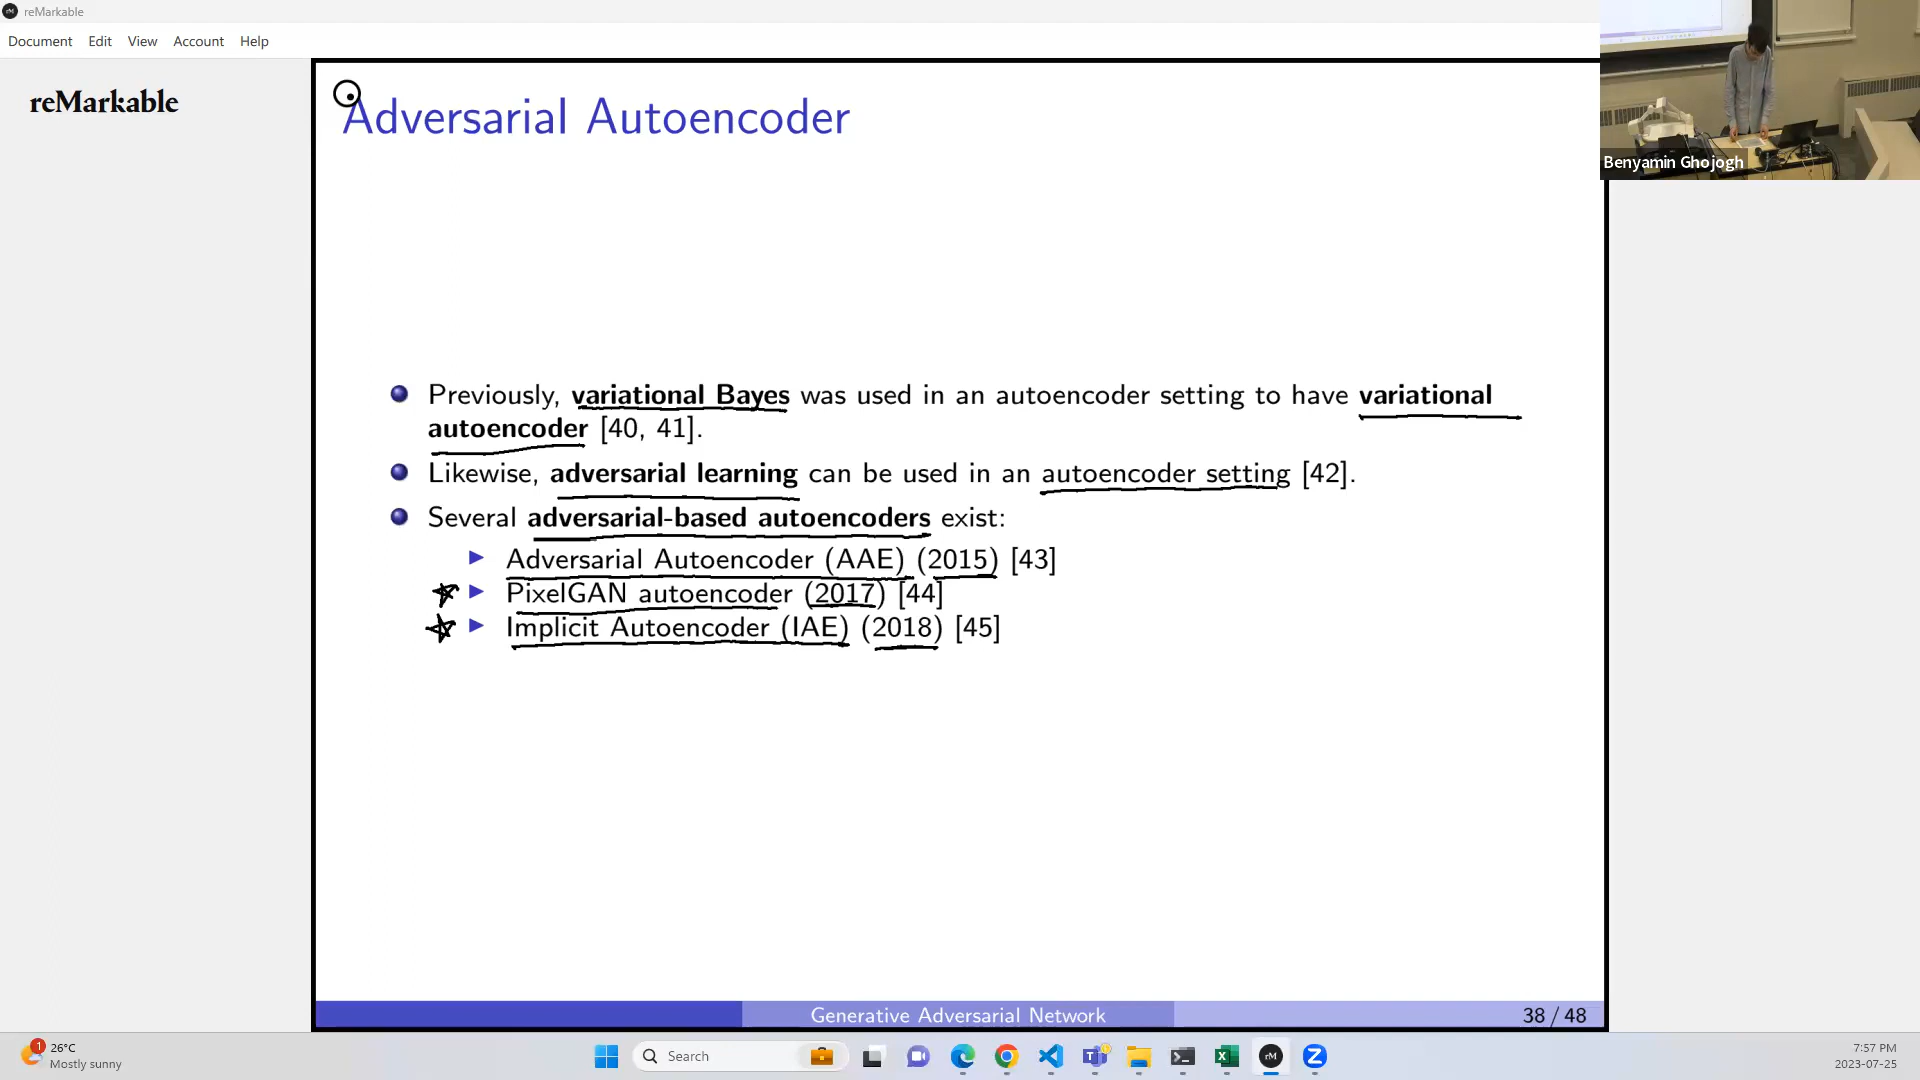 reMarkable
Document Edit View Account Help
reMarkable
Adversarial Autoencoder
Benyamin Ghojogh
Previously, variational Bayes was used in an autoencoder setting to have variational
autoencoder [40, 41].
Likewise, adversarial learning can be used in an autoencoder setting [42].
Several adversarial-based autoencoders exist:
Adversarial Autoencoder (AAE) (2015) [43]
PixelGAN autoencoder (2017) [44]
Implicit Autoencoder (IAE) (2018) [45]
Generative Adversarial Network
38 / 48
1
26°C
Mostly sunny
Search
rM
7:57 PM
2023-07-25